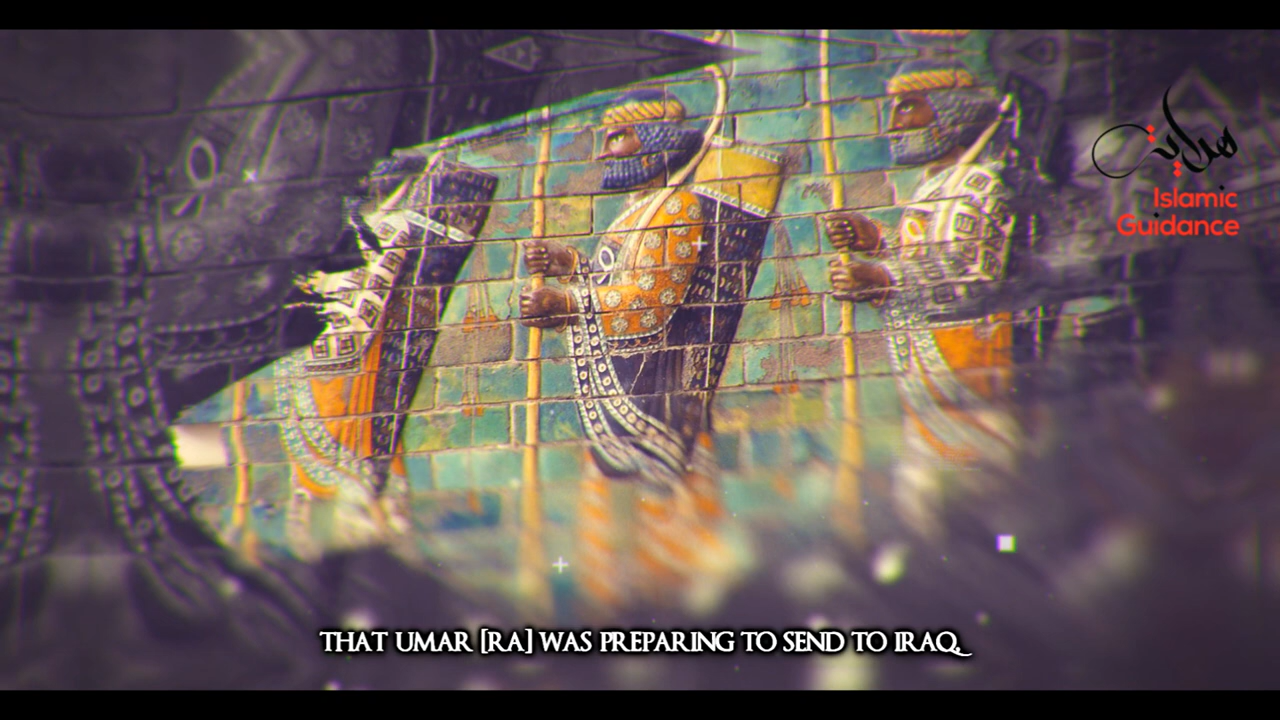 هداية
Islamic
Guidance
THAT UMAR [RA] WAS PREPARING TO SEND TO IRAQ,